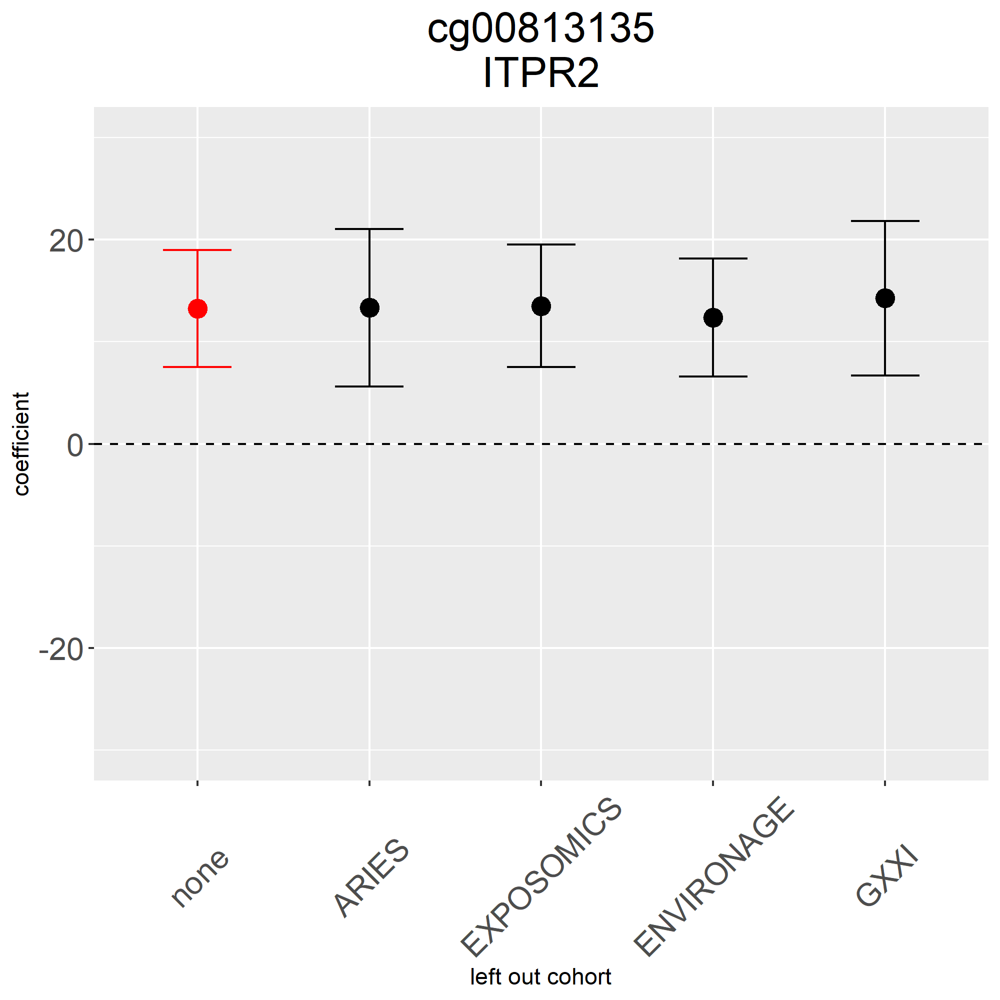 cg00813135
ITPR2
coefficient
20
0
-20
none
ARIES
EXPOSOMICS
ENVIRONAGE
GXXI
left out cohort